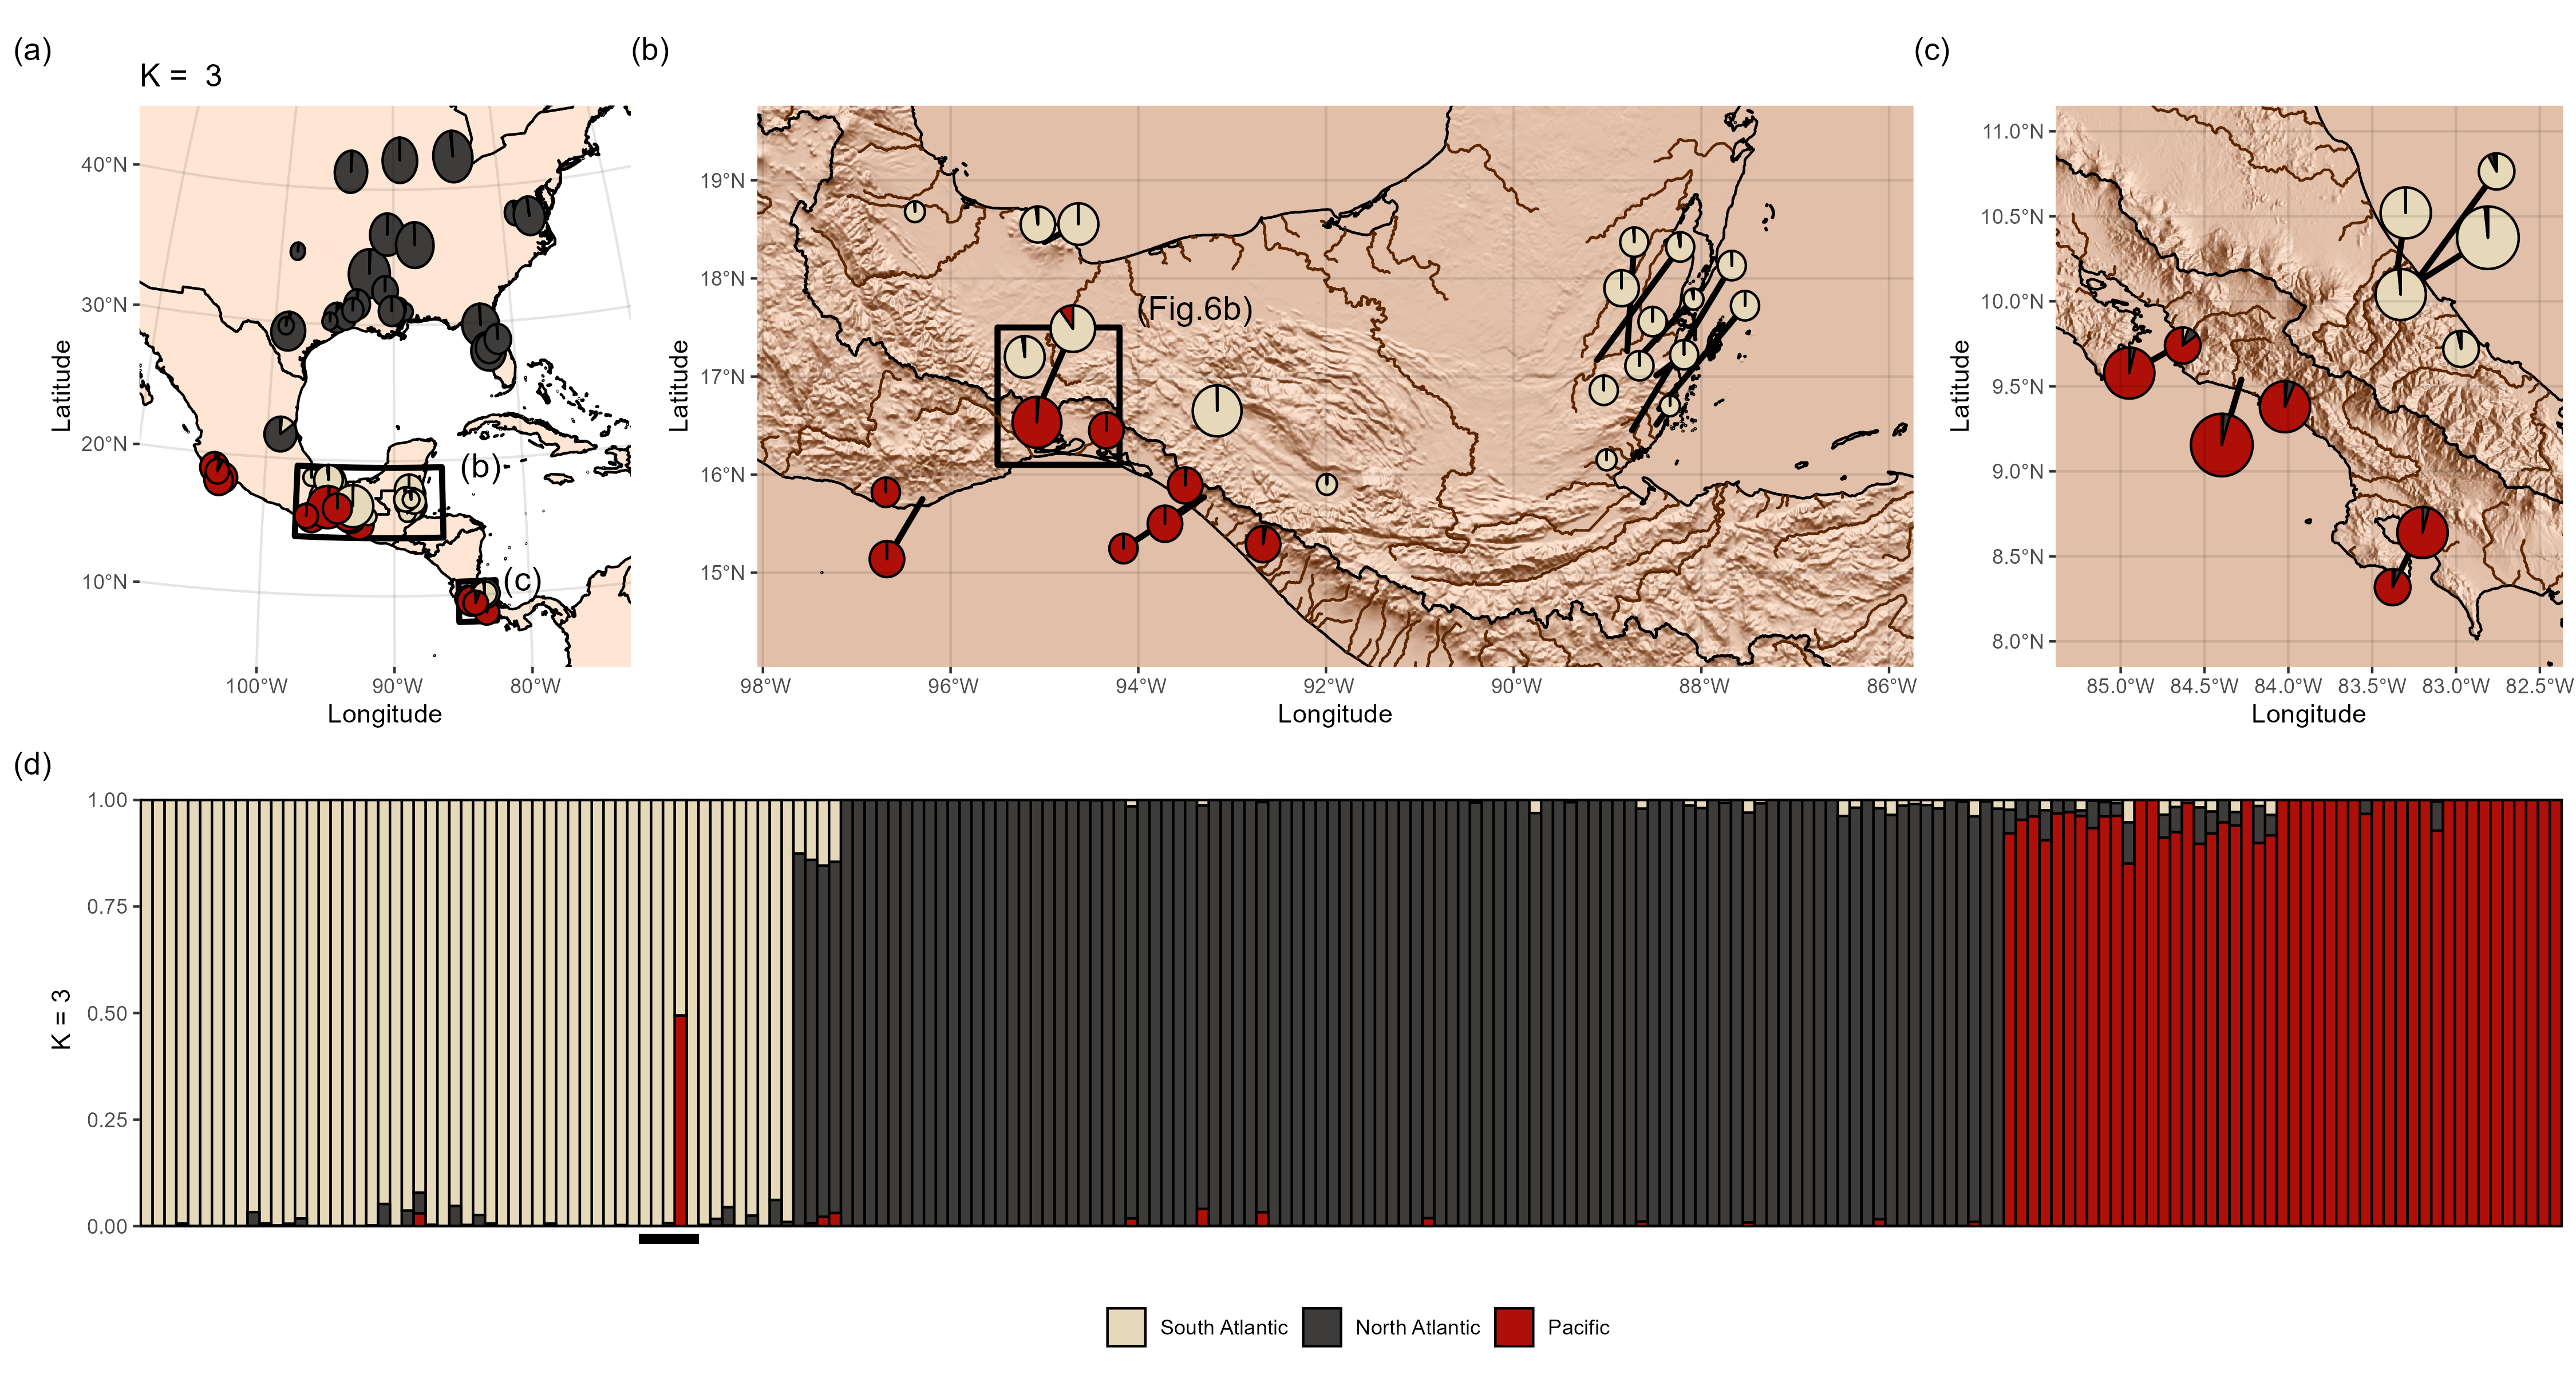 (a)
K = 3
40°N
30°N
20°N
10°N
Latitude
(b)
(c)
100°W 90°W 80°W
Longitude
(b)
19°N
18°N
17°N
16°N
15°N
Latitude
(Fig.6b)
98°W 96°W 94°W 92°W 90°W 88°W 86°W
Longitude
(c)
11.0°N
10.5°N
10.0°N
9.5°N
9.0°N
8.5°N
8.0°N
Latitude
85.0°W 84.5°W 84.0°W 83.5°W 83.0°W 82.5°W
Longitude
(d)
1.00
0.75
0.50
0.25
0.00
K = 3
South Atlantic North Atlantic Pacific